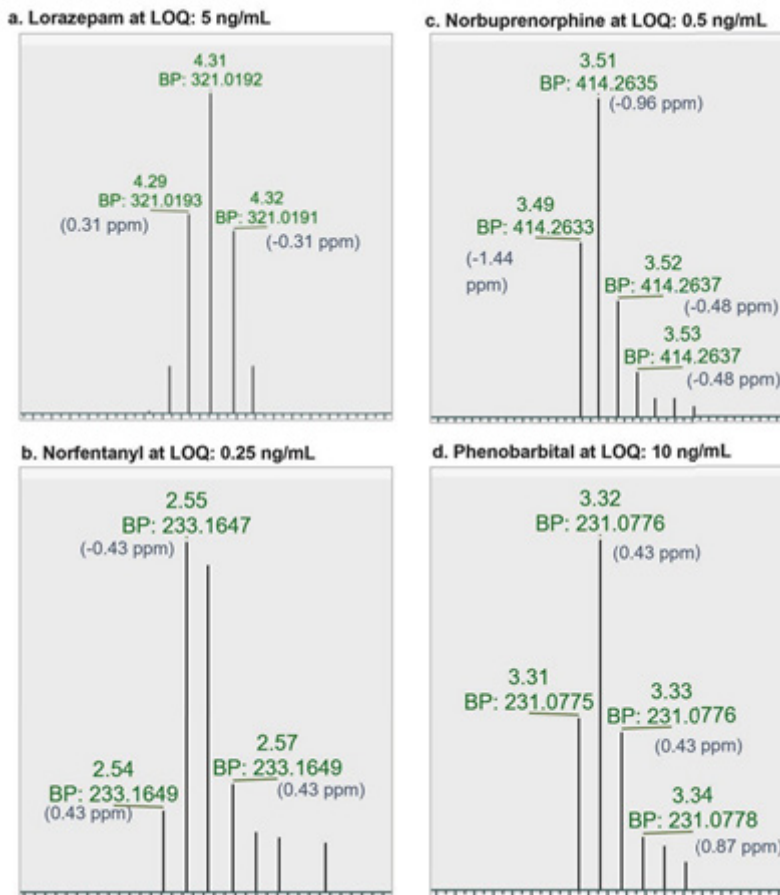 a. Lorazepam at LOQ: 5 ng/mL
4.31
BP: 321.0192
4.29
BP: 321.0193
(0.31 ppm)
4.32
BP: 321.0191
(-0.31 ppm)
c. Norbuprenorphine at LOQ: 0.5 ng/mL
3.51
BP: 414.2635
(-0.96 ppm)
3.49
BP: 414.2633
(-1.44
ppm)
3.52
BP: 414.2637
(-0.48 ppm)
3.53
BP: 414.2637
(-0.48 ppm)
b. Norfentanyl at LOQ: 0.25 ng/mL
2.55
BP: 233.1647
(-0.43 ppm)
2.57
BP: 233.1649
(0.43 ppm)
2.54
BP: 233.1649
(0.43 ppm)
d. Phenobarbital at LOQ: 10 ng/mL
3.32
BP: 231.0776
(0.43 ppm)
3.31
BP: 231.0775
3.33
BP: 231.0776
(0.43 ppm)
3.34
BP: 231.0778
(0.87 ppm)